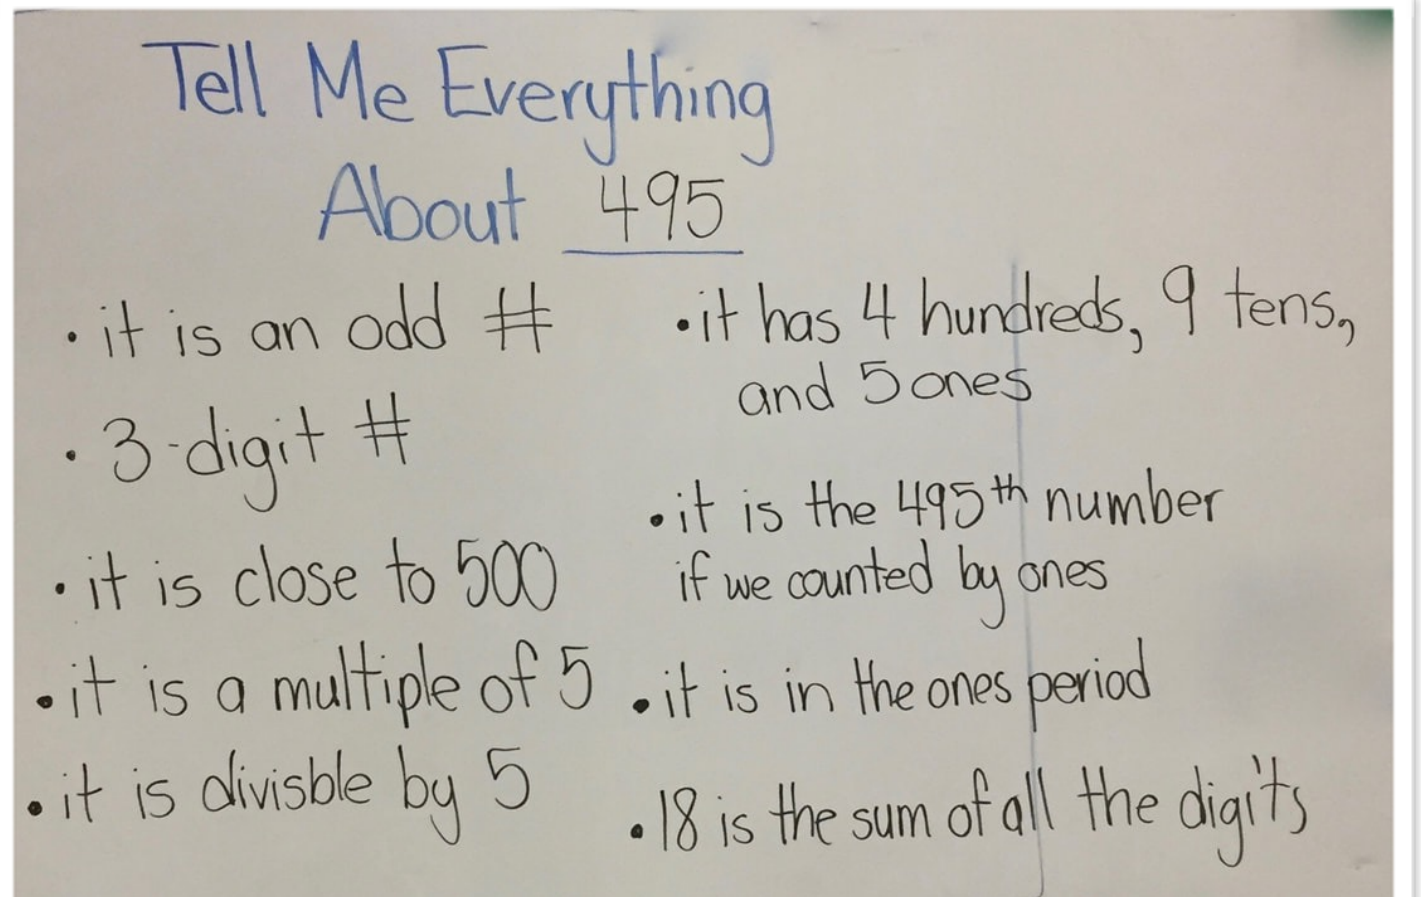 Tell Me Everything
About 495
• it is an odd #
• 3-digit #
• it is close to 500
• it is a multiple of 5
• it is divisble by 5
• it has 4 hundreds, 9 tens,
and 5 ones
• it is the 495th number
if we counted by ones
• it is in the ones period
• 18 is the sum of all the digits